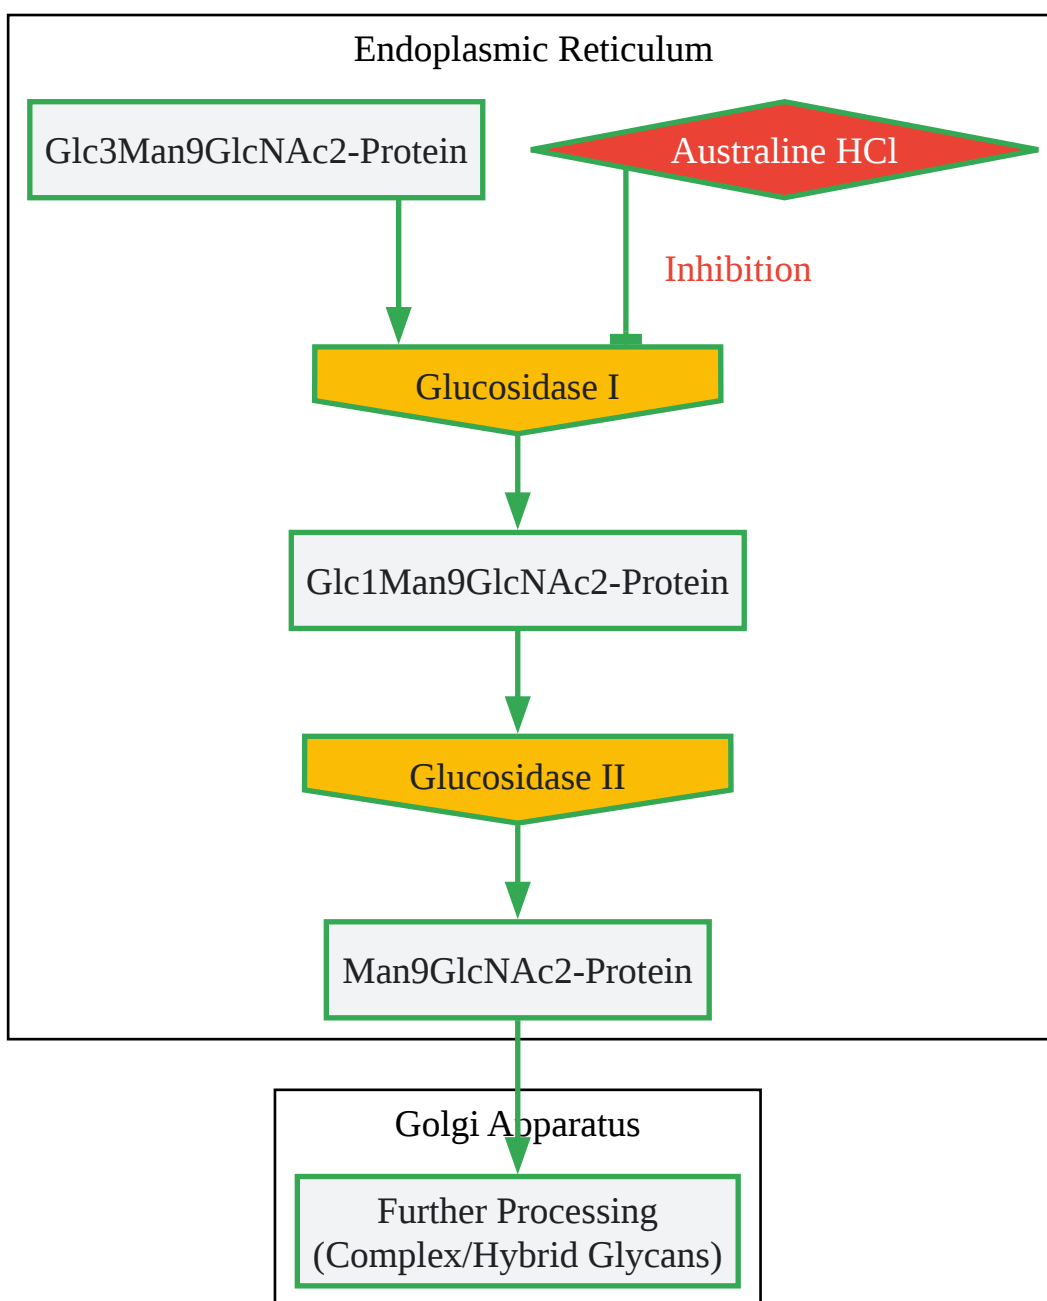 Endoplasmic Reticulum
Glc3Man9GlcNAc2-Protein
Australine HCl
Inhibition
Glucosidase I
Glc1Man9GlcNAc2-Protein
Glucosidase II
Man9GlcNAc2-Protein
Golgi Apparatus
Further Processing
(Complex/Hybrid Glycans)